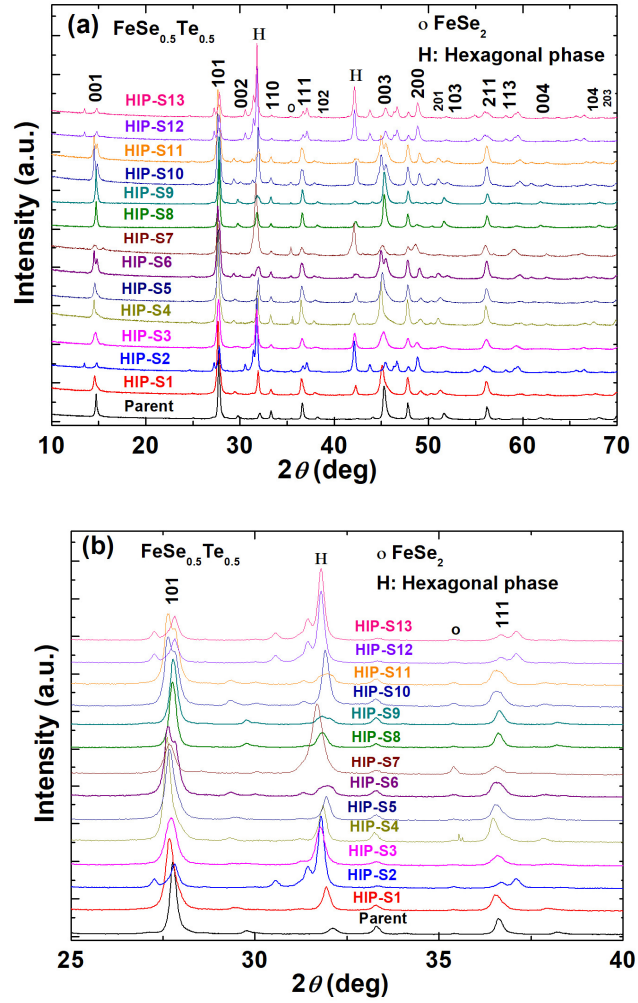 (a) FeSe0.5Te0.5 H o FeSe2
H: Hexagonal phase
001 101 002 110 o 111 102 H 003 200 201 103 211 113 004 104 203
HIP-S13
HIP-S12
HIP-S11
HIP-S10
HIP-S9
HIP-S8
HIP-S7
HIP-S6
HIP-S5
HIP-S4
HIP-S3
HIP-S2
HIP-S1
Parent
Intensity (a.u.)
10 20 30 40 50 60 70
2θ (deg)
(b) FeSe0.5Te0.5 H o FeSe2
H: Hexagonal phase
101 o 111
HIP-S13
HIP-S12
HIP-S11
HIP-S10
HIP-S9
HIP-S8
HIP-S7
HIP-S6
HIP-S5
HIP-S4
HIP-S3
HIP-S2
HIP-S1
Parent
Intensity (a.u.)
25 30 35 40
2θ (deg)